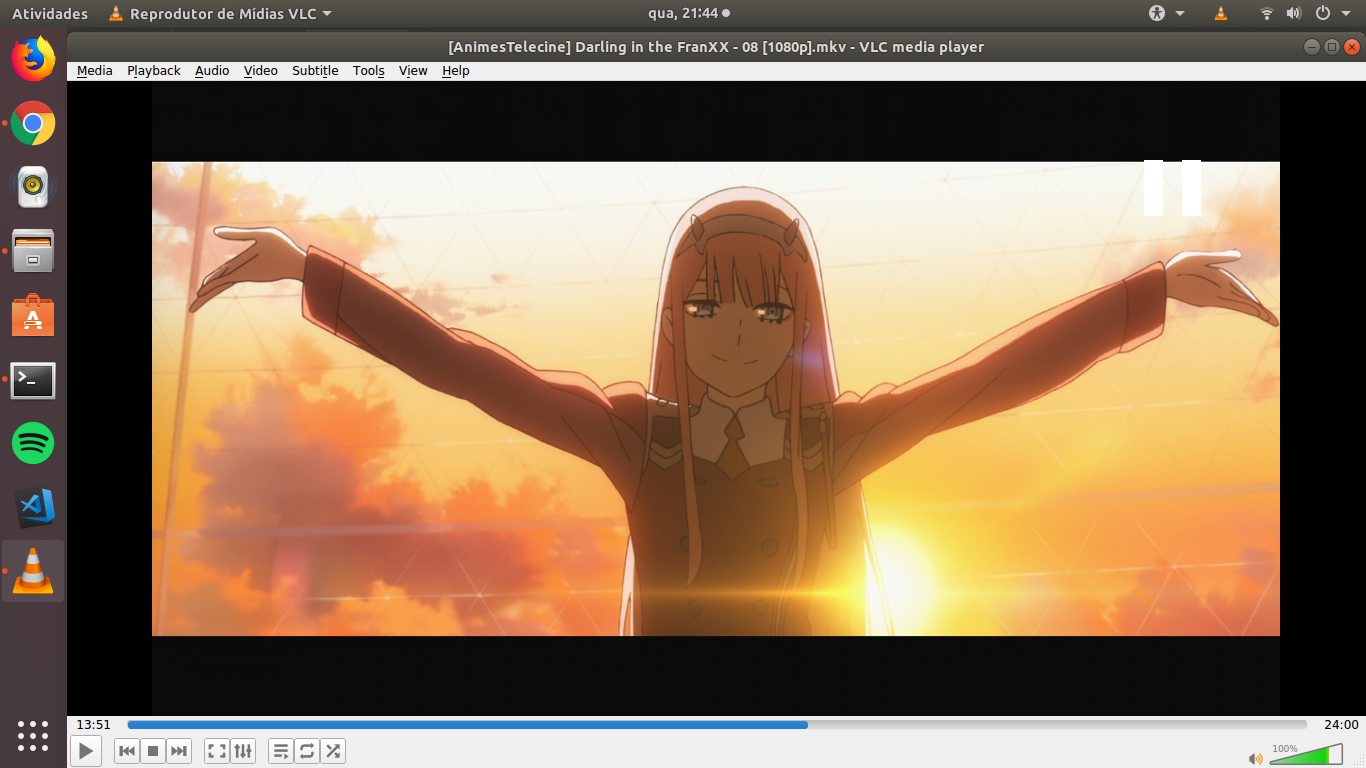 Atividades Reprodutor de Mídias VLC qua, 21:44
[AnimesTelecine] Darling in the FranXX - 08 [1080p].mkv - VLC media player
Media Playback Audio Video Subtitle Tools View Help
13:51 24:00
100%